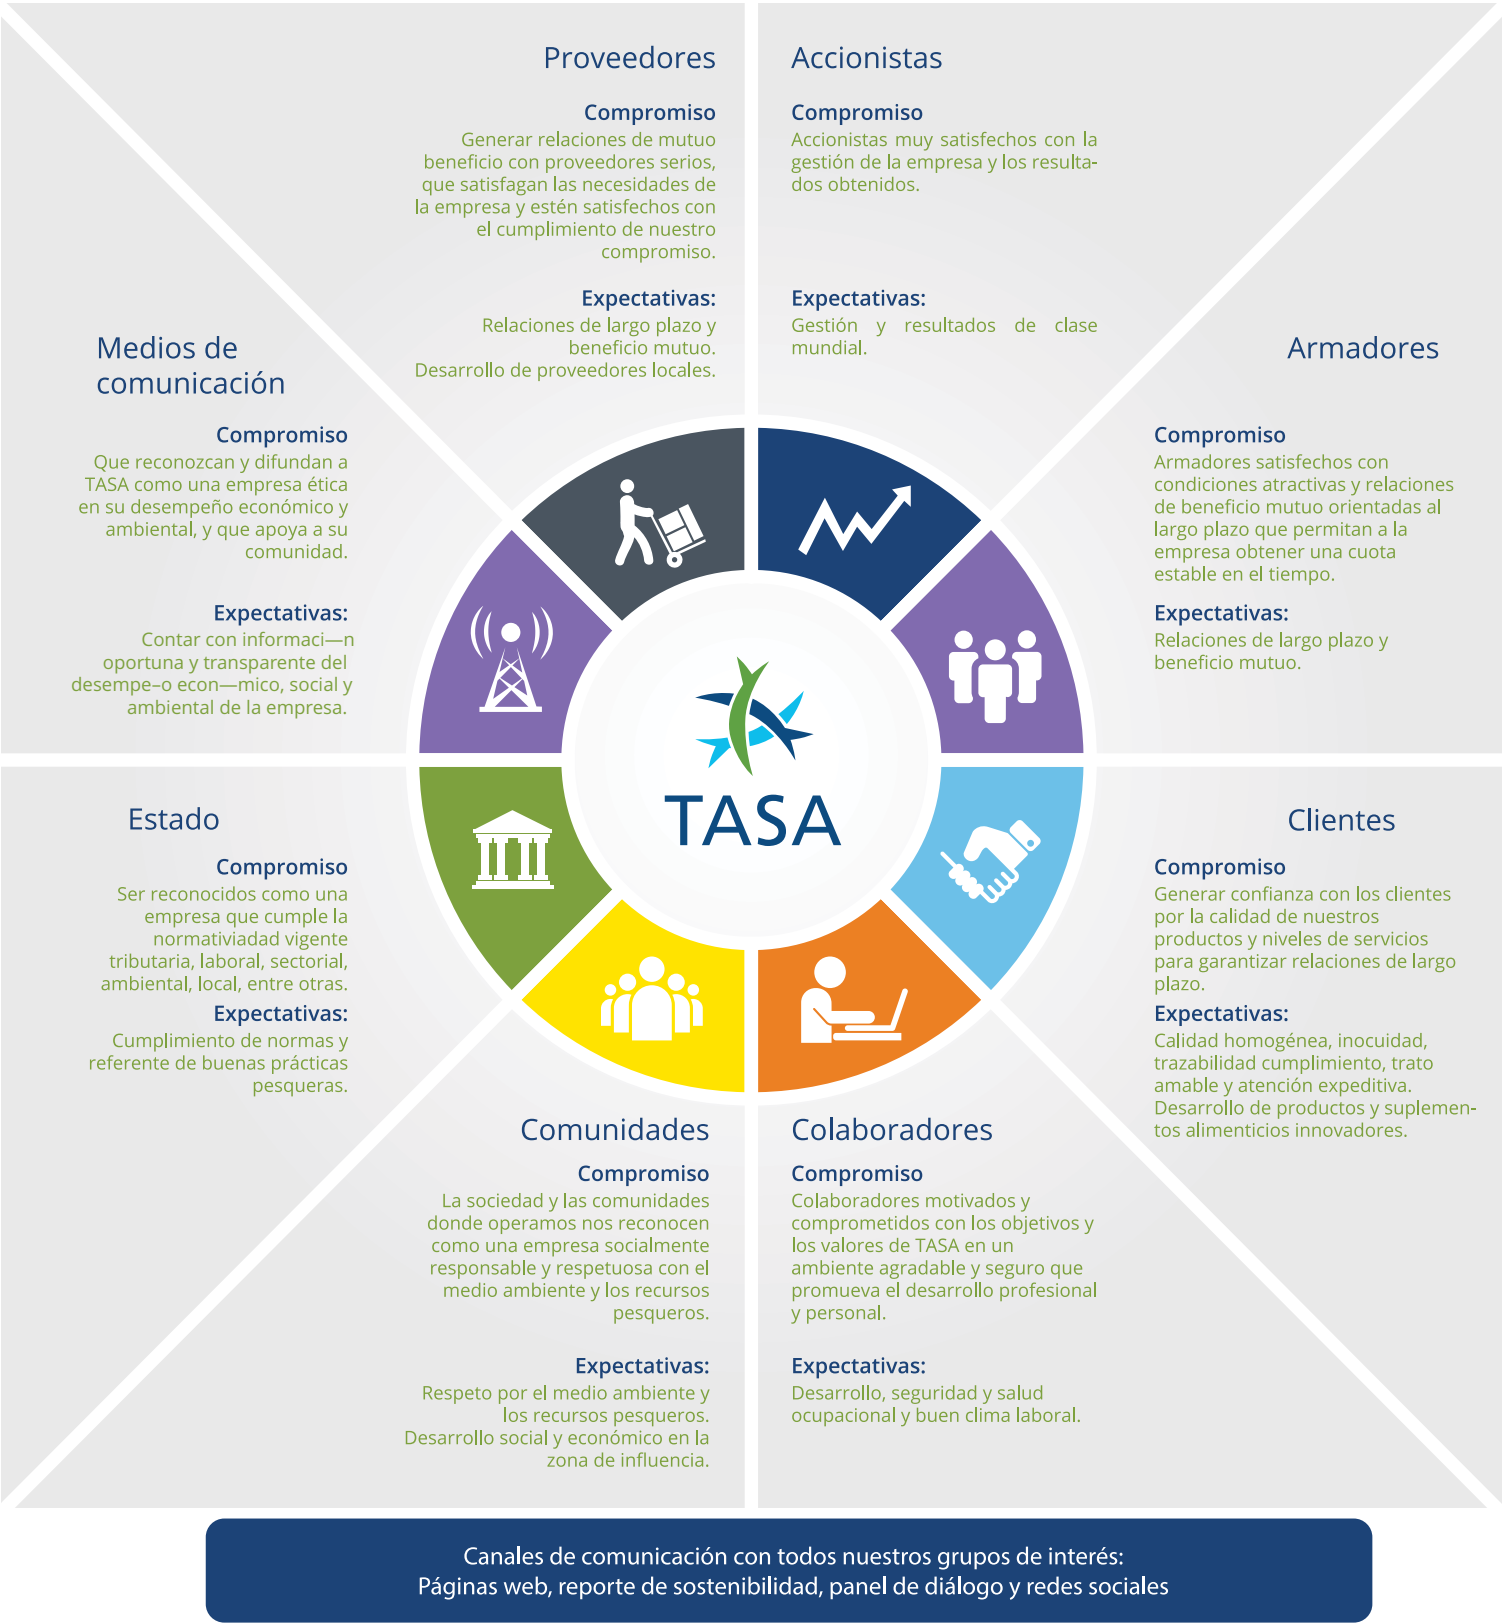 Proveedores
Compromiso
Generar relaciones de mutuo
beneficio con proveedores serios,
que satisfagan las necesidades de
la empresa y estén satisfechos con
el cumplimiento de nuestro
compromiso.
Expectativas:
Relaciones de largo plazo y
beneficio mutuo.
Desarrollo de proveedores locales.
Accionistas
Compromiso
Accionistas muy satisfechos con la
gestión de la empresa y los resulta-
dos obtenidos.
Expectativas:
Gestión y resultados de clase
mundial.
Medios de
comunicación
Compromiso
Que reconozcan y difundan a
TASA como una empresa ética
en su desempeño económico y
ambiental, y que apoya a su
comunidad.
Expectativas:
Contar con informaci—n
oportuna y transparente del
desempe–o econ—mico, social y
ambiental de la empresa.
Armadores
Compromiso
Armadores satisfechos con
condiciones atractivas y relaciones
de beneficio mutuo orientadas al
largo plazo que permitan a la
empresa obtener una cuota
estable en el tiempo.
Expectativas:
Relaciones de largo plazo y
beneficio mutuo.
TASA
Estado
Compromiso
Ser reconocidos como una
empresa que cumple la
normativiadad vigente
tributaria, laboral, sectorial,
ambiental, local, entre otras.
Expectativas:
Cumplimiento de normas y
referente de buenas prácticas
pesqueras.
Clientes
Compromiso
Generar confianza con los clientes
por la calidad de nuestros
productos y niveles de servicios
para garantizar relaciones de largo
plazo.
Expectativas:
Calidad homogénea, inocuidad,
trazabilidad cumplimiento, trato
amable y atención expeditiva.
Desarrollo de productos y suplemen-
tos alimenticios innovadores.
Comunidades
Compromiso
La sociedad y las comunidades
donde operamos nos reconocen
como una empresa socialmente
responsable y respetuosa con el
medio ambiente y los recursos
pesqueros.
Expectativas:
Respeto por el medio ambiente y
los recursos pesqueros.
Desarrollo social y económico en la
zona de influencia.
Colaboradores
Compromiso
Colaboradores motivados y
comprometidos con los objetivos y
los valores de TASA en un
ambiente agradable y seguro que
promueva el desarrollo profesional
y personal.
Expectativas:
Desarrollo, seguridad y salud
ocupacional y buen clima laboral.
Canales de comunicación con todos nuestros grupos de interés:
Páginas web, reporte de sostenibilidad, panel de diálogo y redes sociales